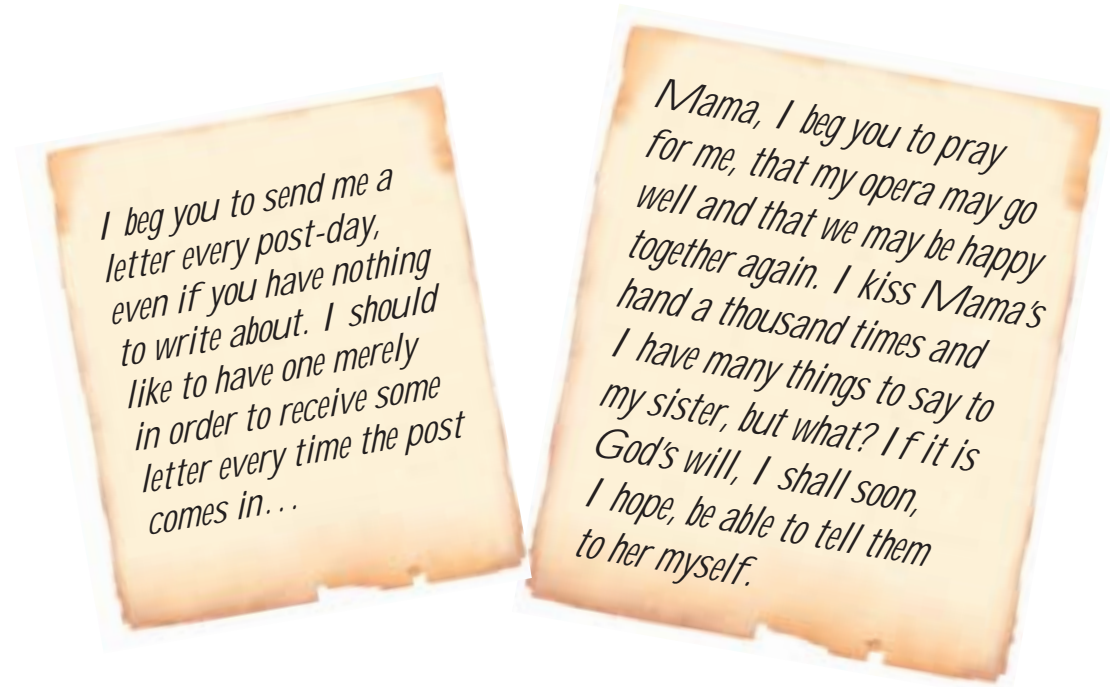 I beg you to send me a
letter every post-day,
even if you have nothing
to write about. I should
like to have one merely
in order to receive some
letter every time the post
comes in...
Mama, I beg you to pray
for me, that my opera may go
well and that we may be happy
together again. I kiss Mama's
hand a thousand times and
I have many things to say to
my sister, but what? If it is
God's will, I shall soon,
I hope, be able to tell them
to her myself.